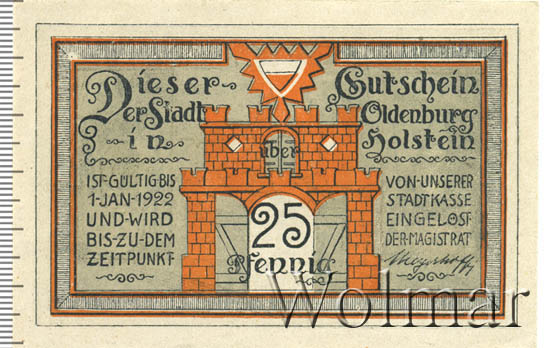 Dieser Gutschein
Der Stadt Oldenburg
in Holstein
über
25
Pfennig
IST GÜLTIG BIS
1·JAN·1922
UND WIRD
BIS ZU DEM
ZEITPUNKT
VON UNSERER
STADTKASSE
EINGELÖST
DER MAGISTRAT
Wolmar